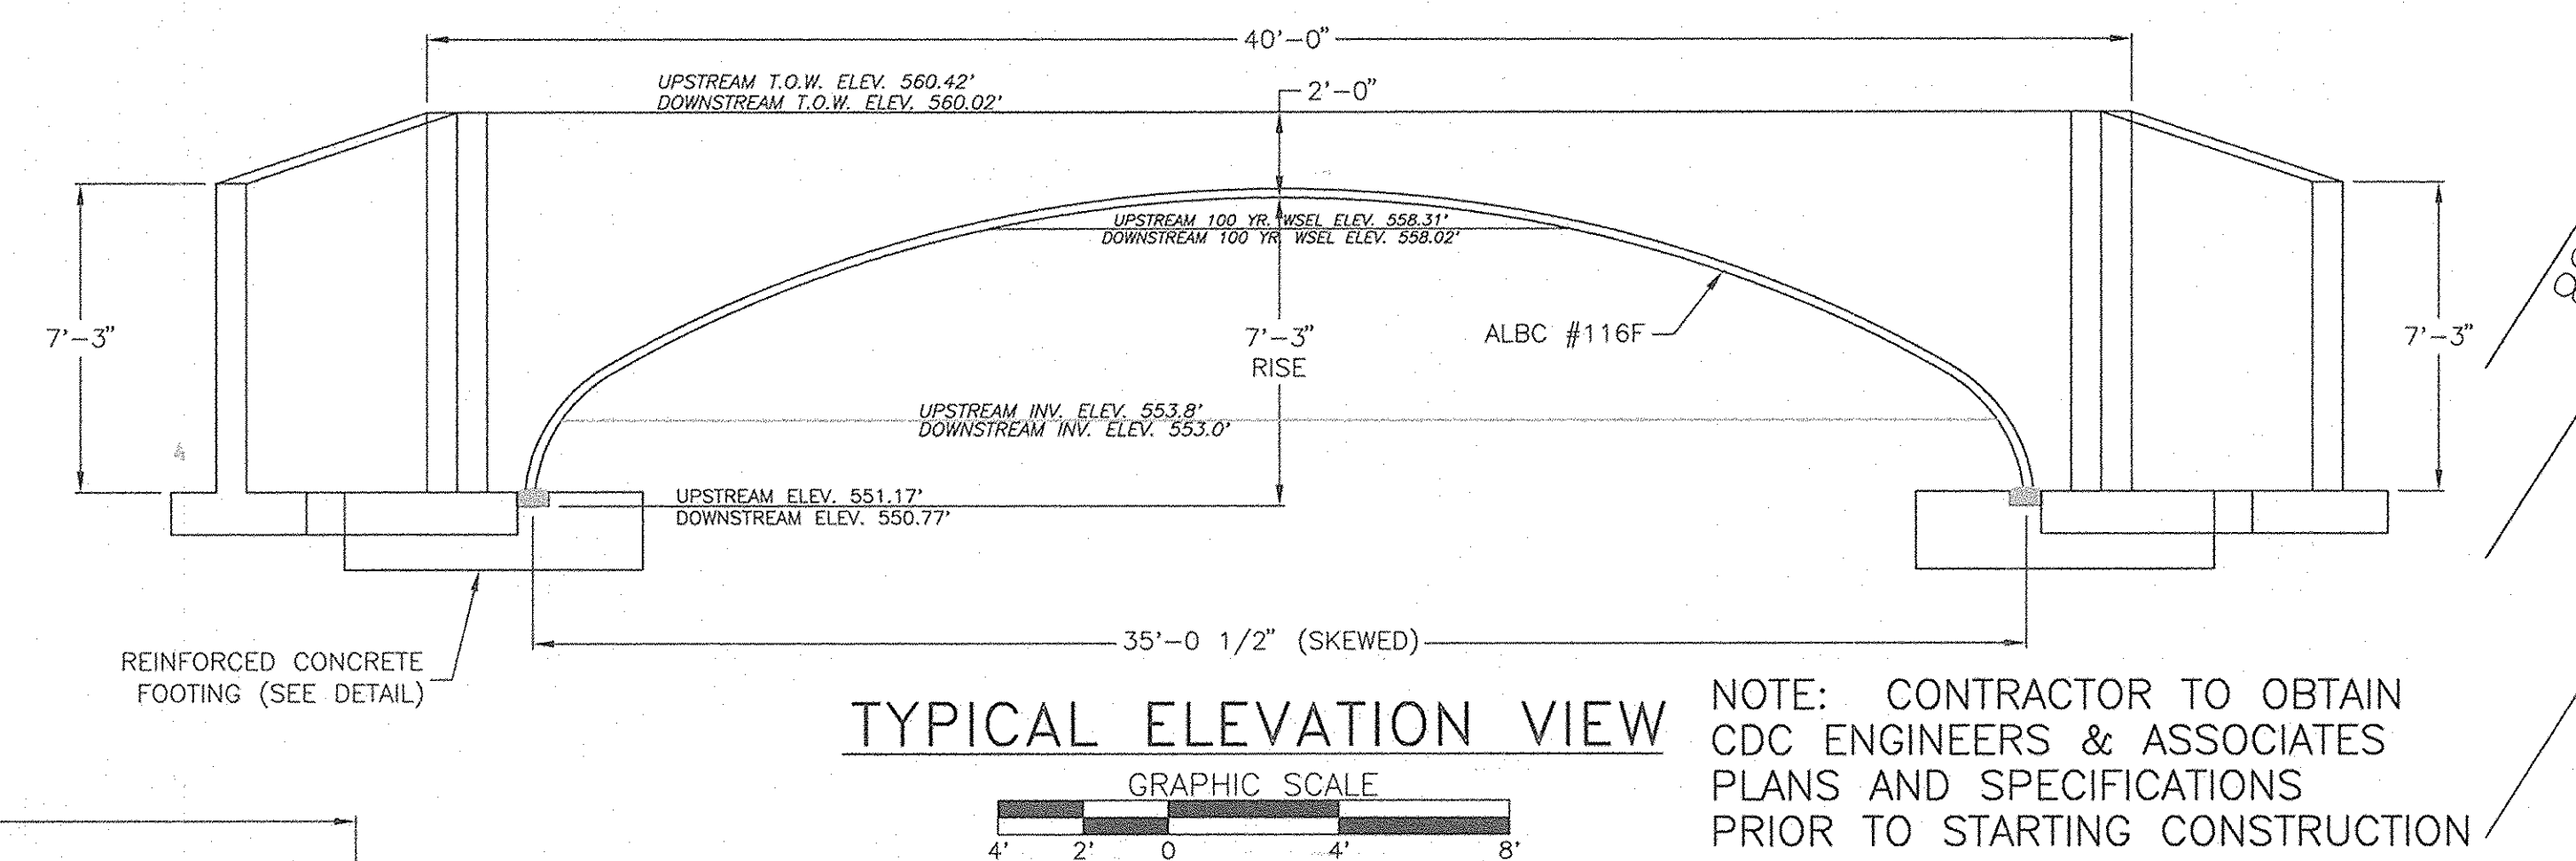 40'-0"
UPSTREAM T.O.W. ELEV. 560.42'
DOWNSTREAM T.O.W. ELEV. 560.02'
2'-0"
UPSTREAM 100 YR. WSEL ELEV. 558.31'
DOWNSTREAM 100 YR. WSEL ELEV. 558.02'
7'-3"
7'-3"
RISE
ALBC #116F
7'-3"
UPSTREAM INV. ELEV. 553.8'
DOWNSTREAM INV. ELEV. 553.0'
UPSTREAM ELEV. 551.17'
DOWNSTREAM ELEV. 550.77'
35'-0 1/2" (SKEWED)
REINFORCED CONCRETE
FOOTING (SEE DETAIL)
TYPICAL ELEVATION VIEW
GRAPHIC SCALE
4' 2' 0 4' 8'
NOTE: CONTRACTOR TO OBTAIN
CDC ENGINEERS & ASSOCIATES
PLANS AND SPECIFICATIONS
PRIOR TO STARTING CONSTRUCTION